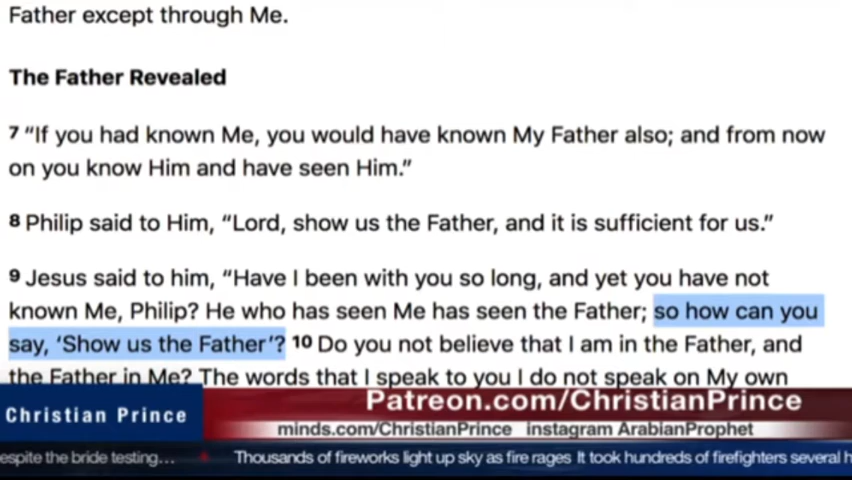 Father except through Me.
The Father Revealed
7 “If you had known Me, you would have known My Father also; and from now
on you know Him and have seen Him.”
8 Philip said to Him, “Lord, show us the Father, and it is sufficient for us.”
9 Jesus said to him, “Have I been with you so long, and yet you have not
known Me, Philip? He who has seen Me has seen the Father; so how can you
say, ‘Show us the Father’? 10 Do you not believe that I am in the Father, and
the Father in Me? The words that I speak to you I do not speak on My own
Christian Prince
Patreon.com/ChristianPrince
minds.com/ChristianPrince instagram ArabianProphet
espite the bride testing... Thousands of fireworks light up sky as fire rages It took hundreds of firefighters several h